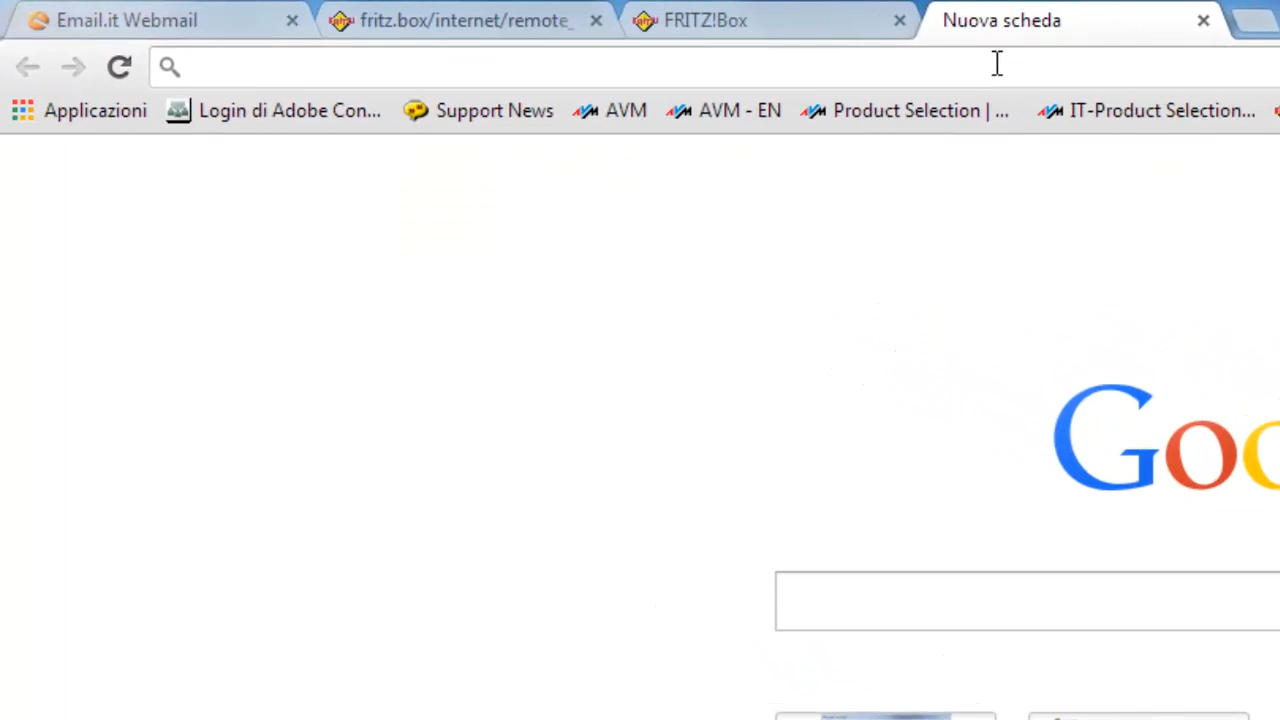 Email.it Webmail
fritz.box/internet/remote_
FRITZ!Box
Nuova scheda
Applicazioni
Login di Adobe Con...
Support News
AVM
AVM - EN
Product Selection | ...
IT-Product Selection...
Goo